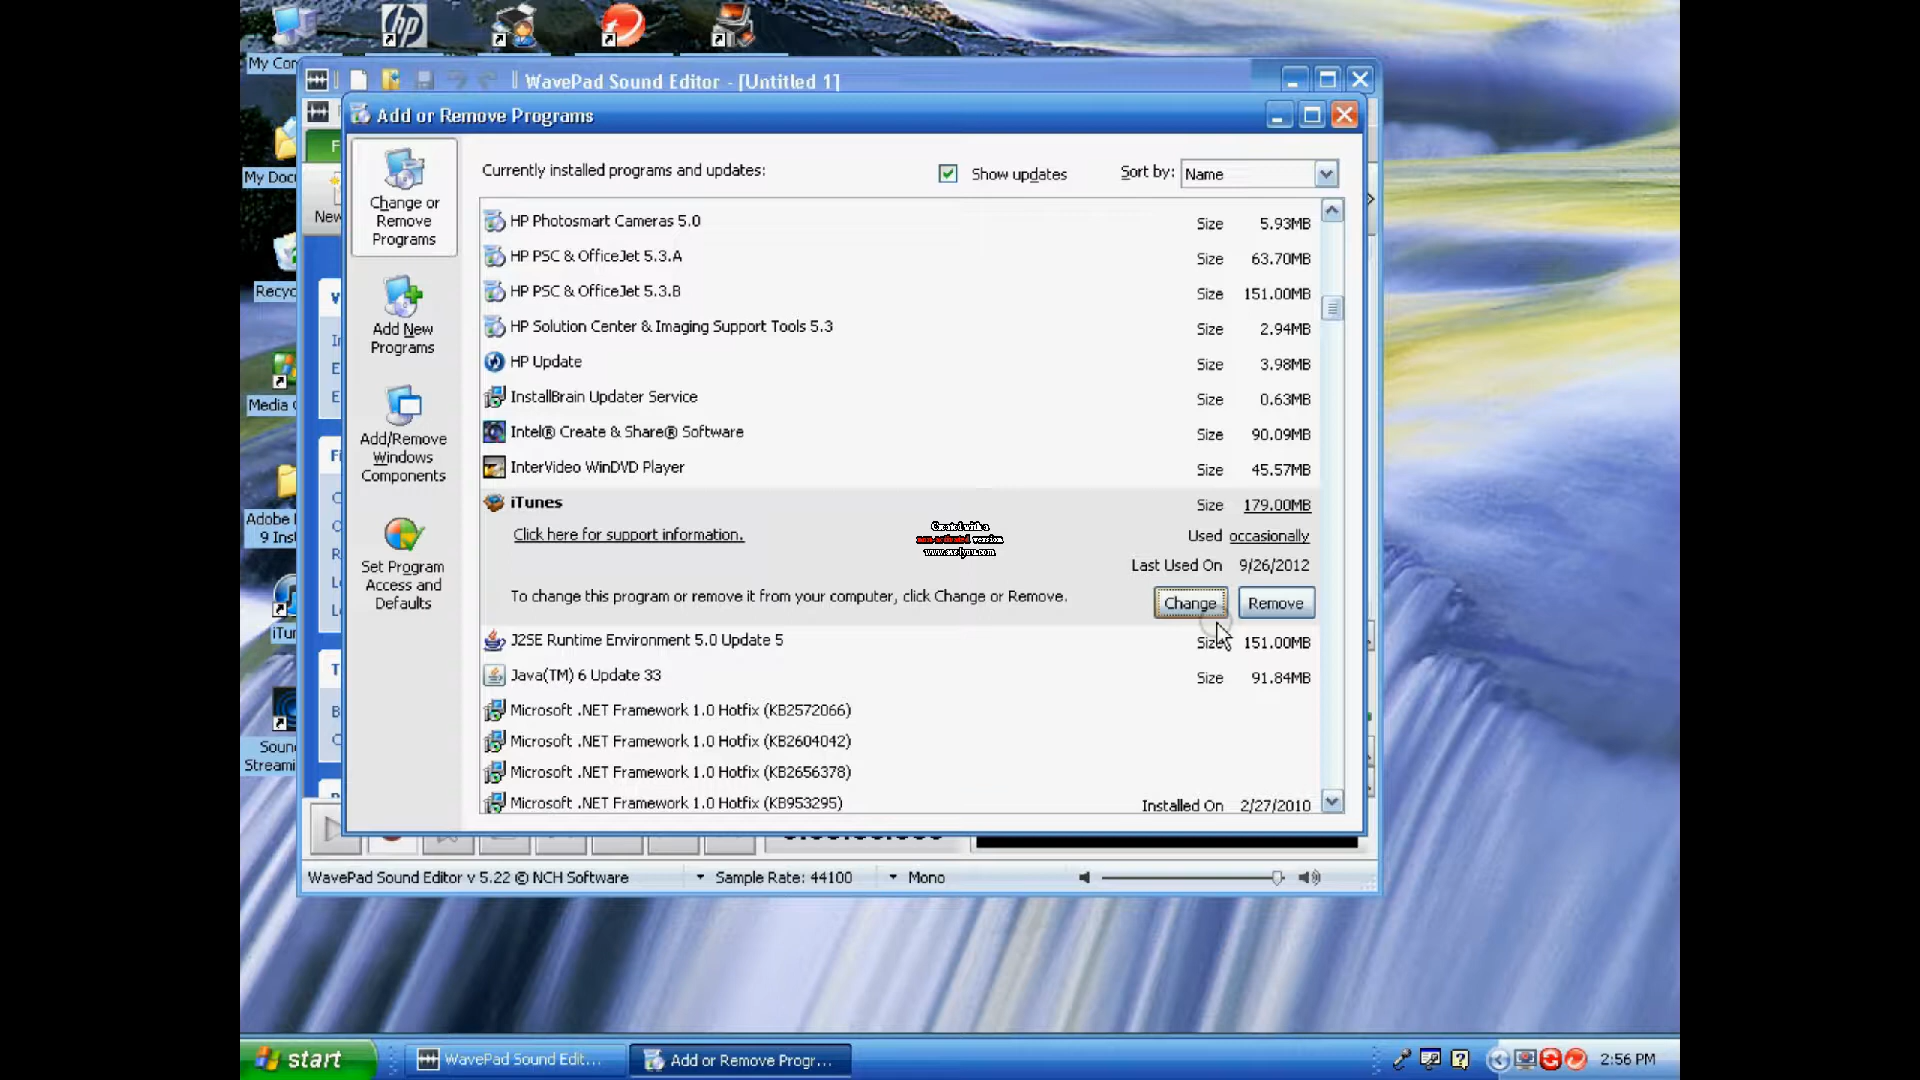 My Con
WavePad Sound Editor - [Untitled 1]
Add or Remove Programs
Change or
Remove
Programs
Currently installed programs and updates:
Show updates
Sort by:
Name
HP Photosmart Cameras 5.0
Size 5.93MB
HP PSC & OfficeJet 5.3.A
Size 63.70MB
HP PSC & OfficeJet 5.3.B
Size 151.00MB
HP Solution Center & Imaging Support Tools 5.3
Size 2.94MB
HP Update
Size 3.98MB
InstallBrain Updater Service
Size 0.63MB
Intel® Create & Share® Software
Size 90.09MB
InterVideo WinDVD Player
Size 45.57MB
iTunes
Size 179.00MB
Click here for support information.
Used occasionally
Last Used On 9/26/2012
To change this program or remove it from your computer, click Change or Remove.
Change
Remove
J2SE Runtime Environment 5.0 Update 5
Size 151.00MB
Java(TM) 6 Update 33
Size 91.84MB
Microsoft .NET Framework 1.0 Hotfix (KB2572066)
Microsoft .NET Framework 1.0 Hotfix (KB2604042)
Microsoft .NET Framework 1.0 Hotfix (KB2656378)
Microsoft .NET Framework 1.0 Hotfix (KB953295)
Installed On 2/27/2010
Add New
Programs
Add/Remove
Windows
Components
Set Program
Access and
Defaults
Created with a
non-activated version
www.avs4you.com
My Docu
New
Recyc
Media C
Adobe
9 Inst
iTur
Soun
Streami
WavePad Sound Editor v 5.22 © NCH Software
Sample Rate: 44100
Mono
start
WavePad Sound Edit...
Add or Remove Progr...
2:56 PM